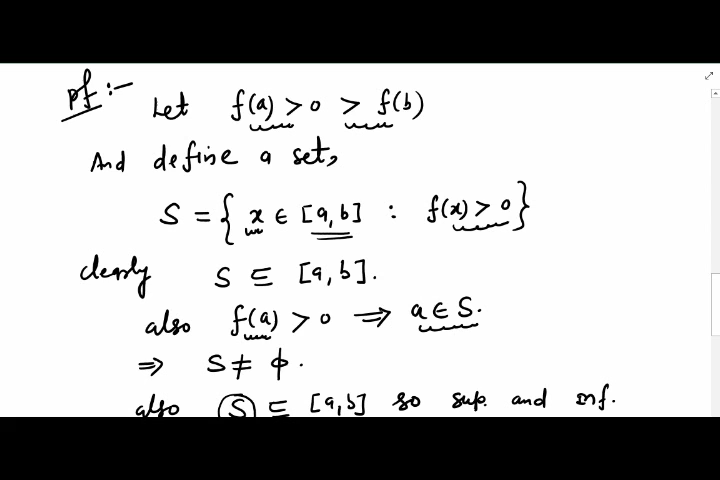 Pf :-
Let f(a) > 0 > f(b)
And define a set,
S = { x ∈ [a, b] : f(x) > 0 }
clearly S ⊆ [a, b].
also f(a) > 0 ⟹ a ∈ S.
⟹ S ≠ ϕ.
also S ⊆ [a, b] so sup. and inf.